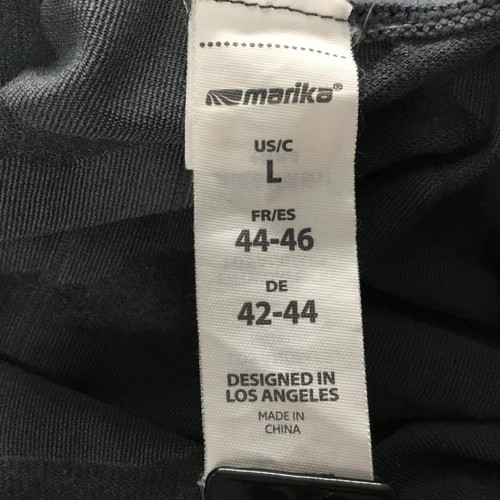 marika®
US/C
L
FR/ES
44-46
DE
42-44
DESIGNED IN
LOS ANGELES
MADE IN
CHINA